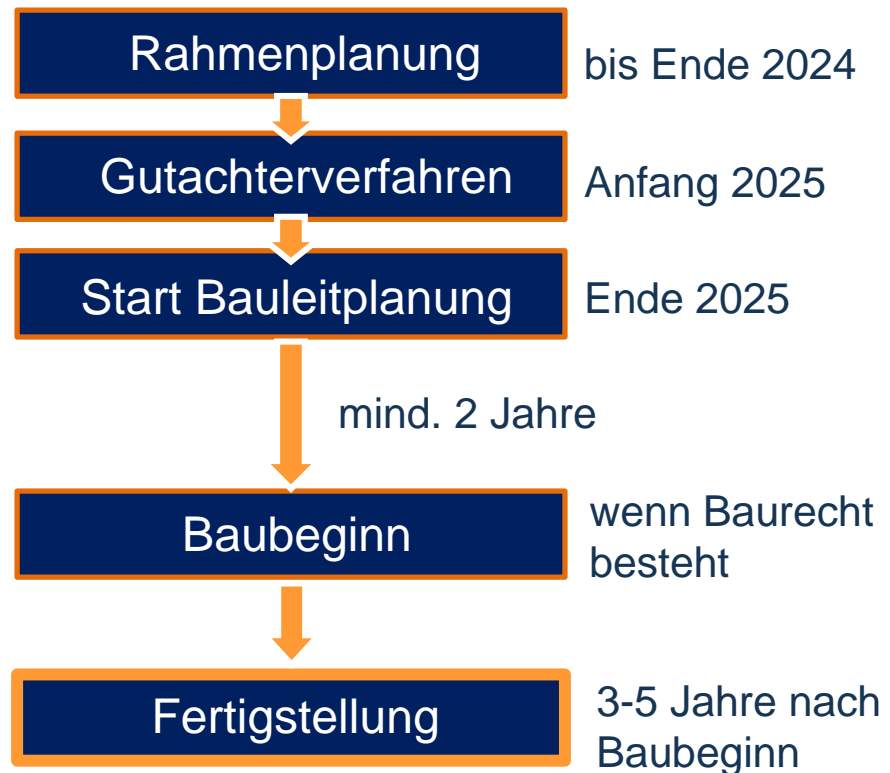 Rahmenplanung
bis Ende 2024
Gutachterverfahren
Anfang 2025
Start Bauleitplanung
Ende 2025
mind. 2 Jahre
Baubeginn
wenn Baurecht
besteht
Fertigstellung
3-5 Jahre nach
Baubeginn